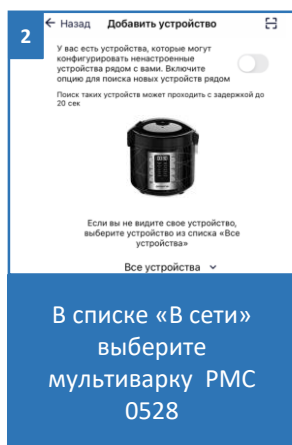 2
← Назад Добавить устройство
У вас есть устройства, которые могут
конфигурировать ненастроенные
устройства рядом с вами. Включите
опцию для поиска новых устройств рядом
Поиск таких устройств может проходить с задержкой до
20 сек
Если вы не видите свое устройство,
выберите устройство из списка «Все
устройства»
Все устройства
В списке «В сети»
выберите
мультиварку РМС
0528